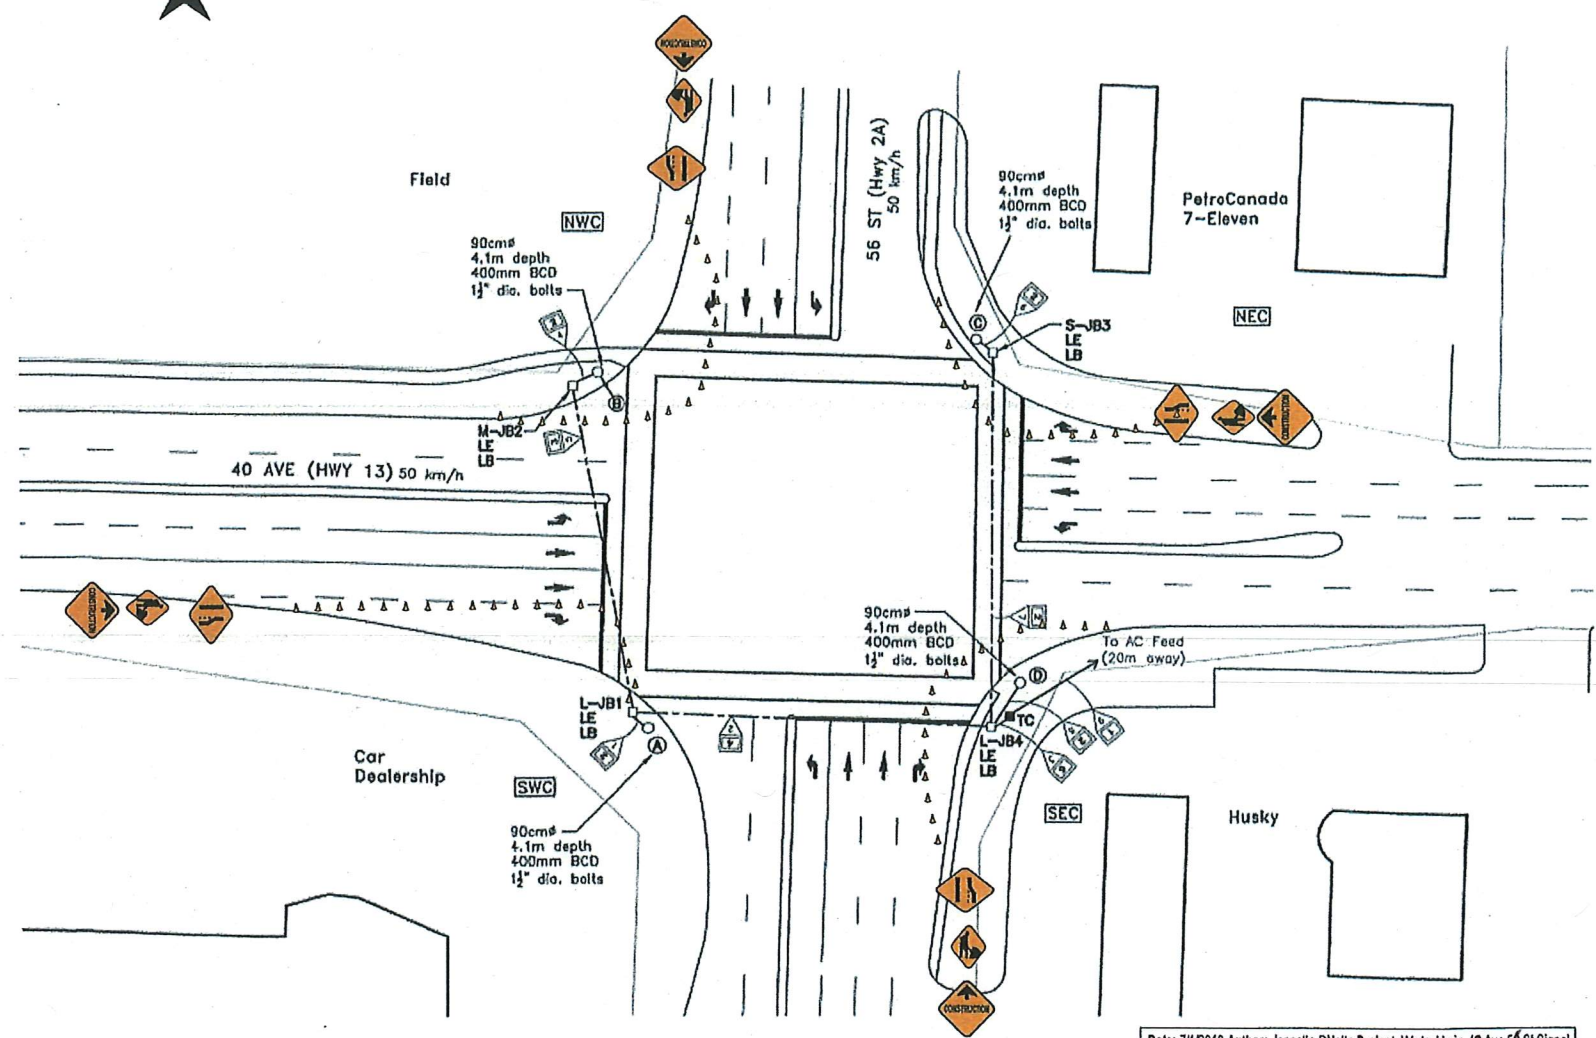 CONSTRUCTION
Field
NWC
90cmø
4.1m depth
400mm BCD
1½" dia. bolts
56 ST (Hwy 2A)
50 km/h
90cmø
4.1m depth
400mm BCD
1½" dia. bolts
PetroCanada
7-Eleven
NEC
C
S-JB3
LE
LB
B
M-JB2
LE
LB
40 AVE (HWY 13) 50 km/h
CONSTRUCTION
CONSTRUCTION
90cmø
4.1m depth
400mm BCD
1½" dia. bolts
To AC Feed
(20m away)
D
TC
L-JB4
LE
LB
L-JB1
LE
LB
A
Car
Dealership
SWC
90cmø
4.1m depth
400mm BCD
1½" dia. bolts
SEC
Husky
CONSTRUCTION